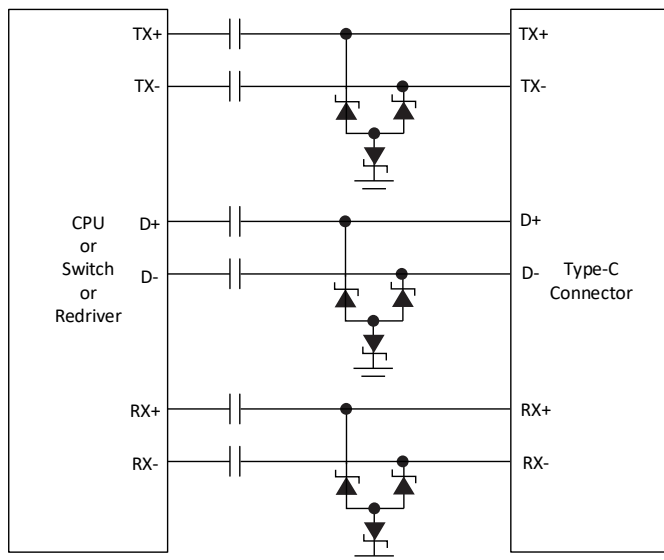 TX+
TX+
TX-
TX-
D+
D+
CPU
or
Switch
or
Redriver
D-
D-
Type-C
Connector
RX+
RX+
RX-
RX-